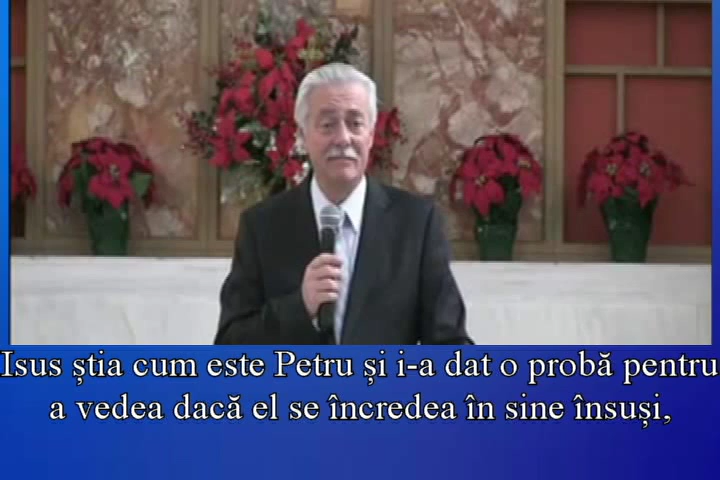 Isus știa cum este Petru și i-a dat o probă pentru
a vedea dacă el se încredea în sine însuși,